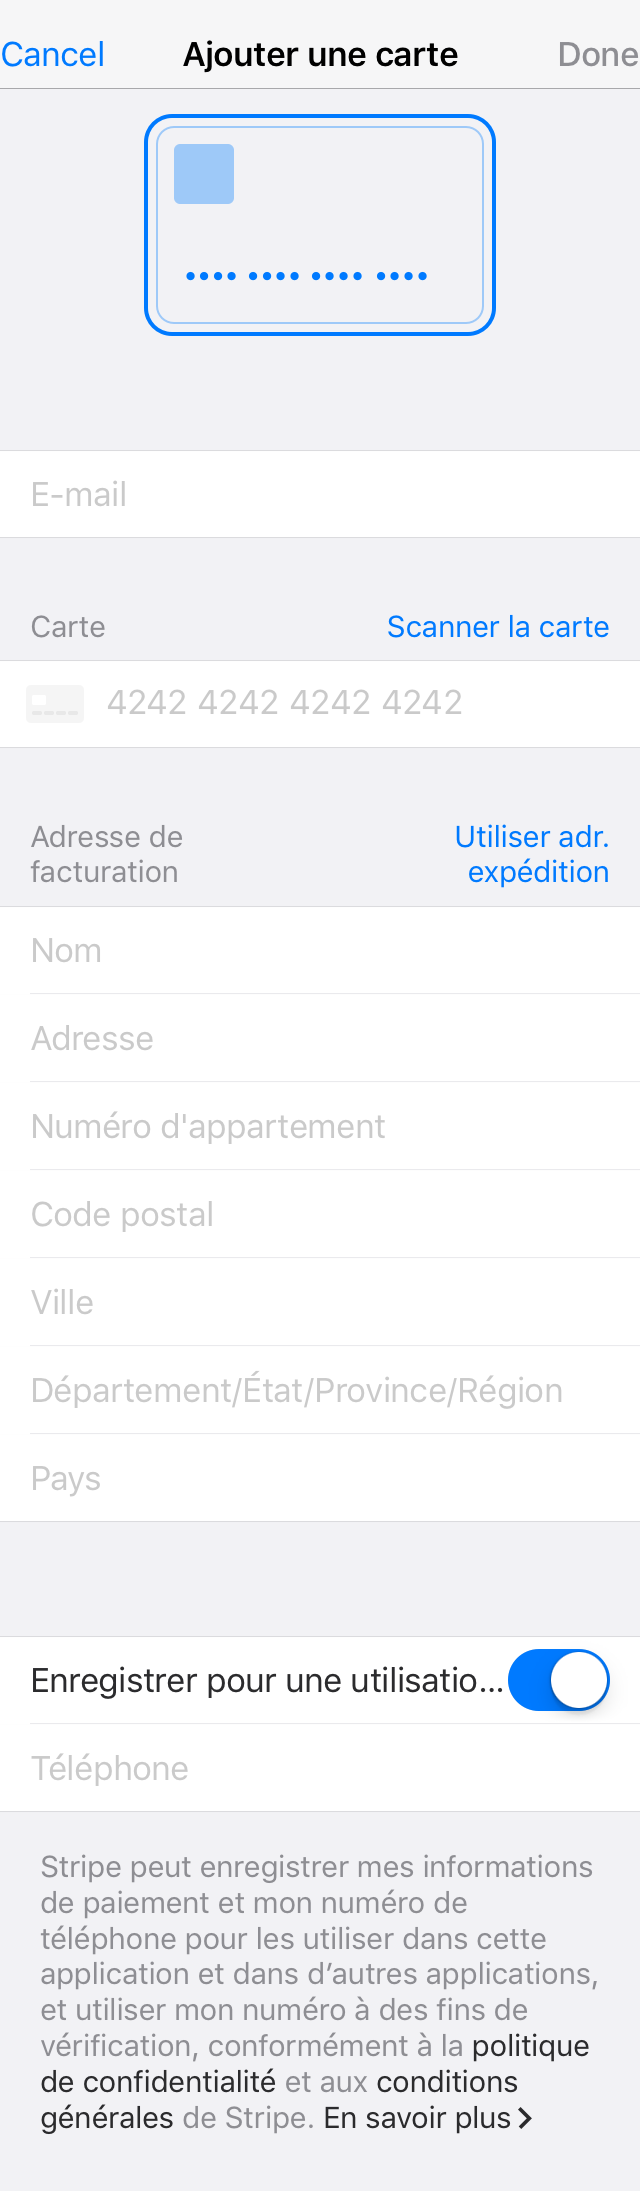 Cancel
Ajouter une carte
Done
•••• •••• •••• ••••
E-mail
Carte
Scanner la carte
4242 4242 4242 4242
Adresse de
facturation
Utiliser adr.
expédition
Nom
Adresse
Numéro d'appartement
Code postal
Ville
Département/État/Province/Région
Pays
Enregistrer pour une utilisatio...
Téléphone
Stripe peut enregistrer mes informations
de paiement et mon numéro de
téléphone pour les utiliser dans cette
application et dans d’autres applications,
et utiliser mon numéro à des fins de
vérification, conformément à la politique
de confidentialité et aux conditions
générales de Stripe. En savoir plus